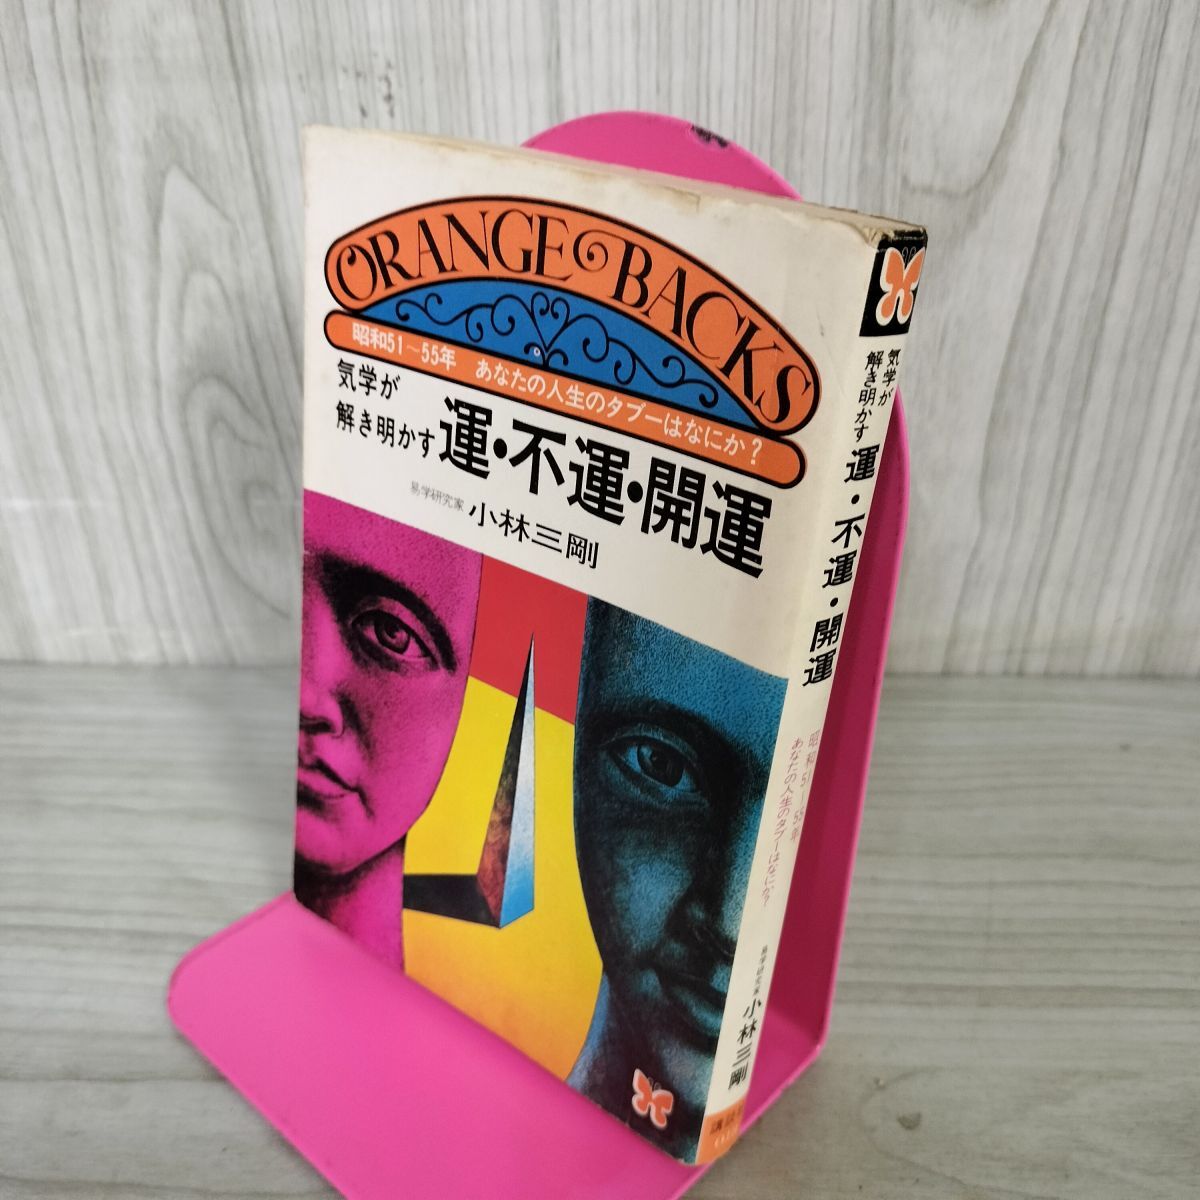 ORANGE BACKS
昭和51～55年 あなたの人生のタブーはなにか?
気学が
解き明かす
運・不運・開運
易学研究家 小林三剛
気学が
解き明かす
運・不運・開運
昭和51―55年
あなたの人生のタブーはなにか?
易学研究家 小林三剛